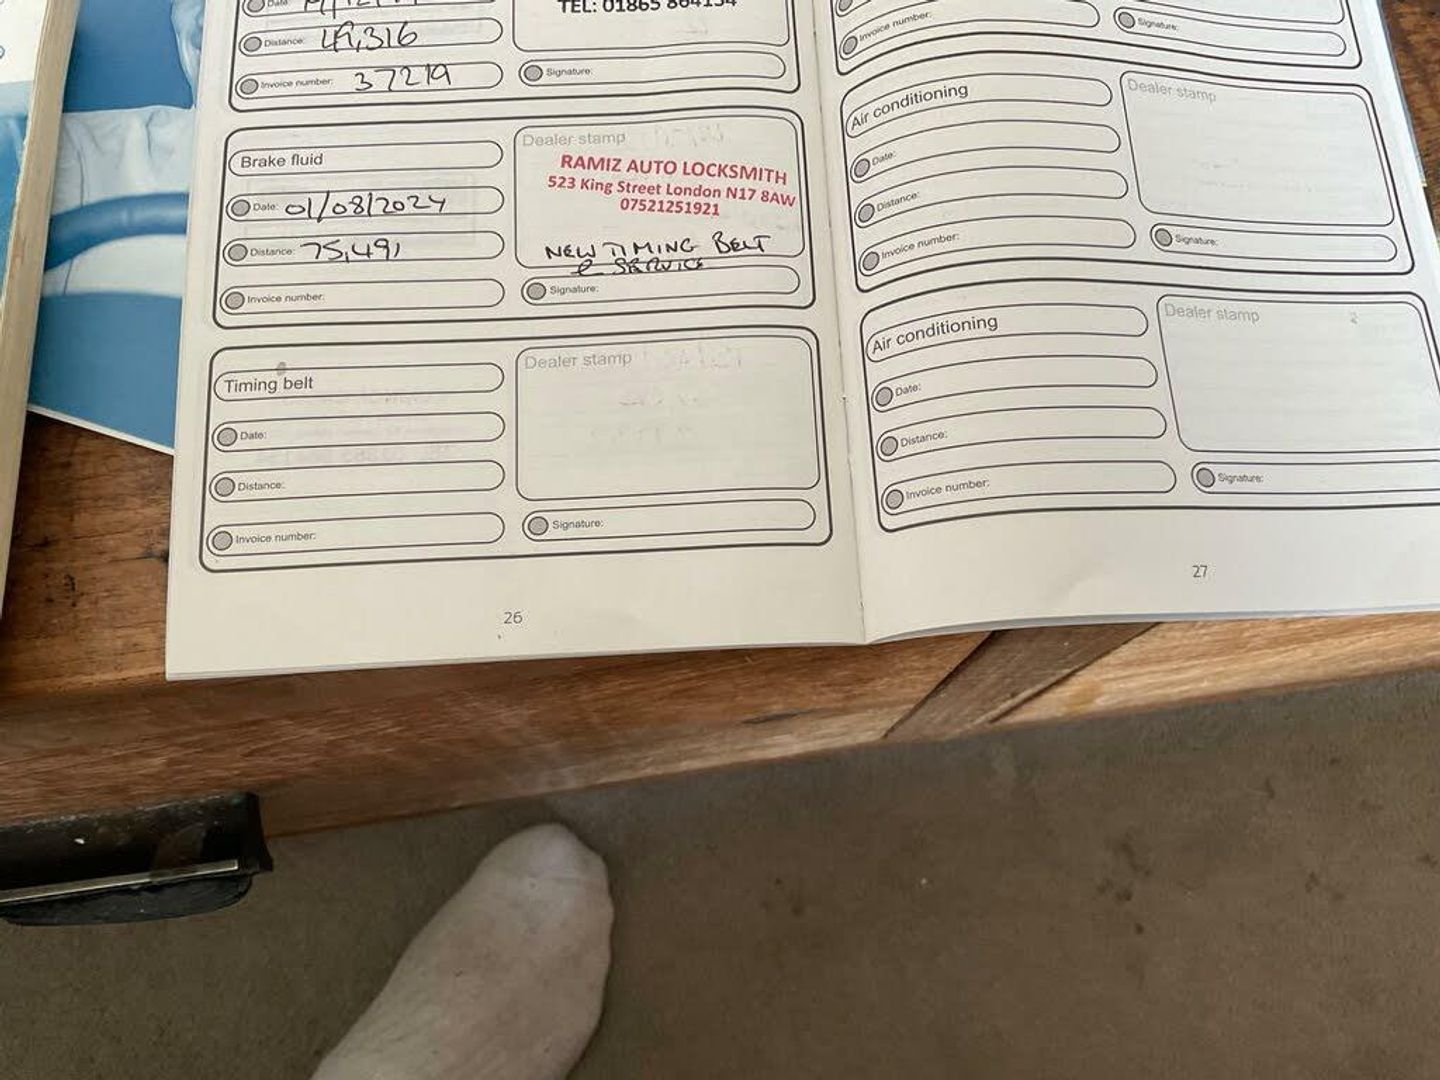 TEL: 01865 864154
Date:
Distance: 49,316
Invoice number: 37219
Signature:
Brake fluid
Date: 01/08/2024
Distance: 75,491
Invoice number:
Dealer stamp
RAMIZ AUTO LOCKSMITH
523 King Street London N17 8AW
07521251921
NEW TIMING BELT
& SERVICE
Signature:
Timing belt
Date:
Distance:
Invoice number:
Dealer stamp
Signature:
26
Invoice number:
Signature:
Air conditioning
Date:
Distance:
Invoice number:
Dealer stamp
Signature:
Air conditioning
Date:
Distance:
Invoice number:
Dealer stamp
Signature:
27